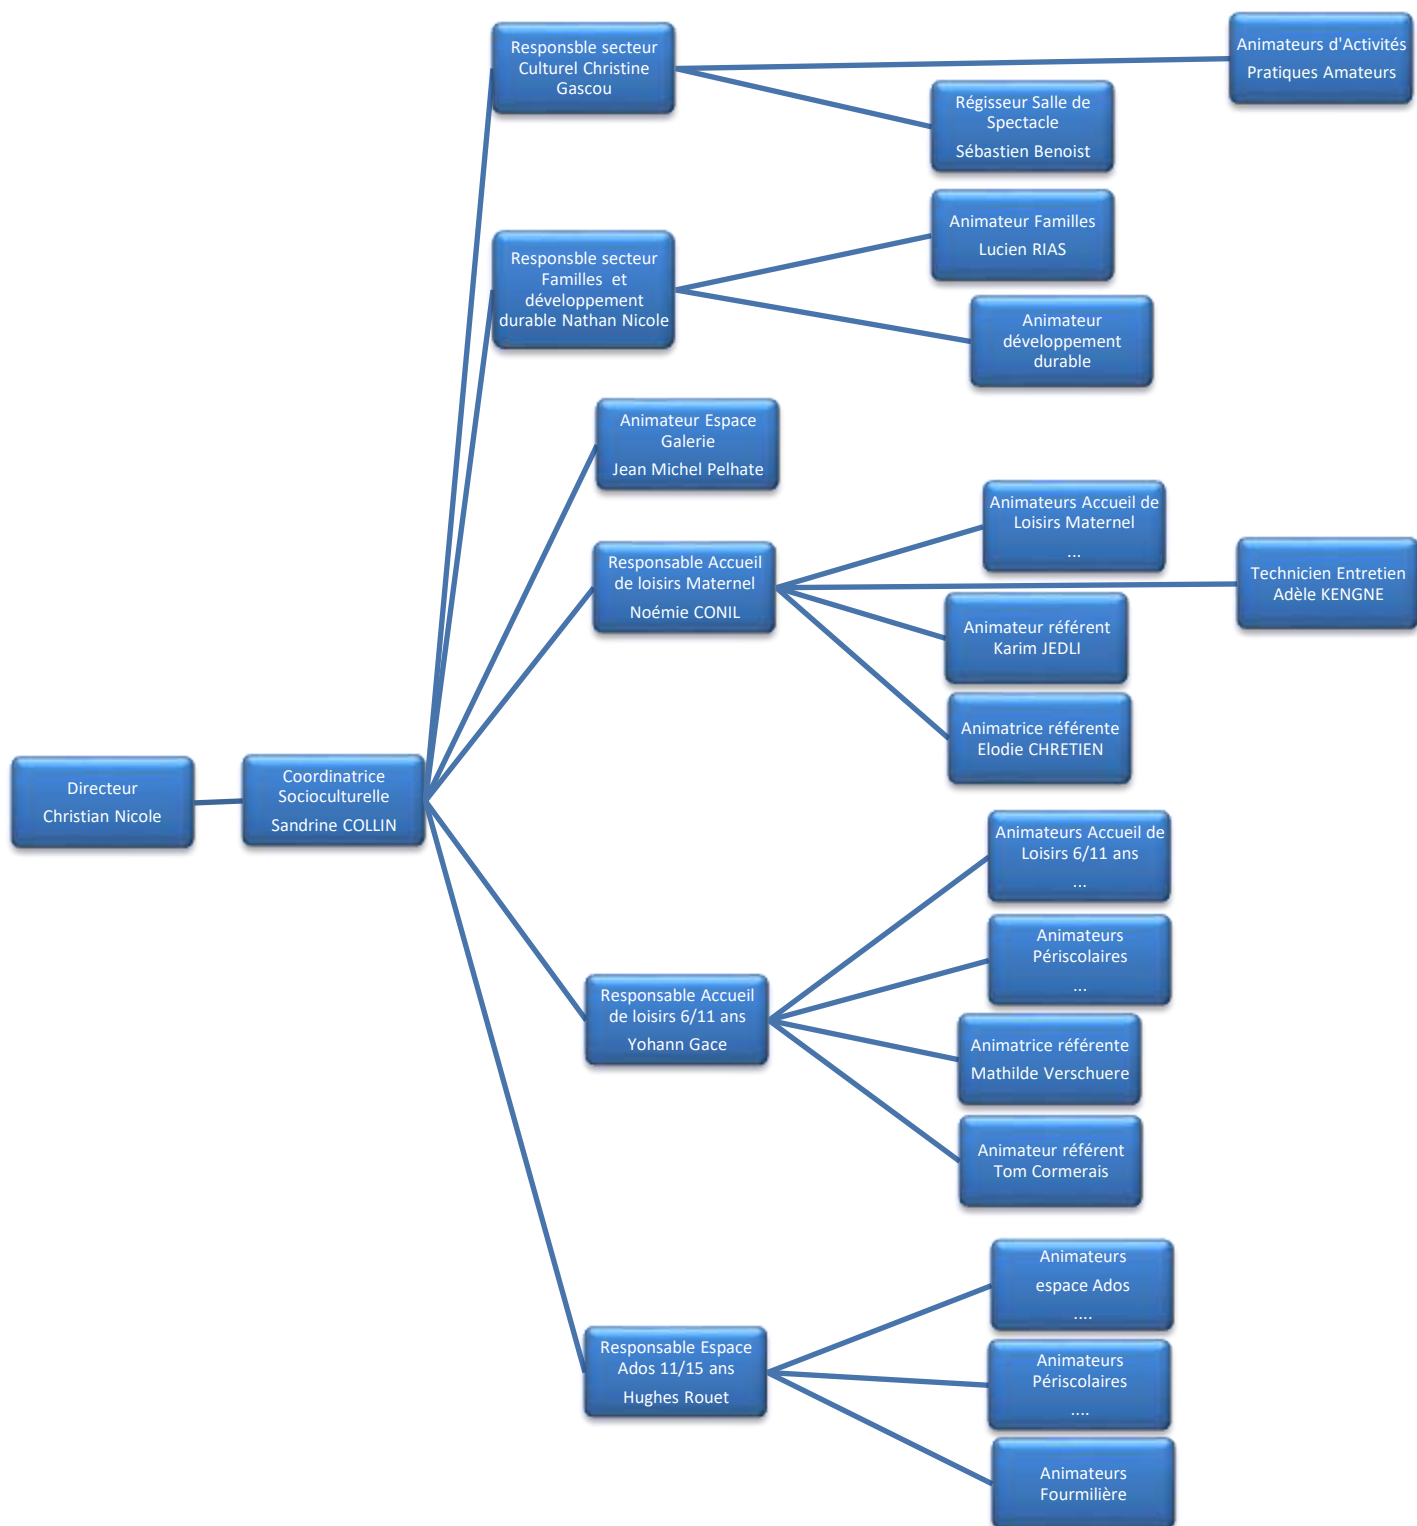 Responsble secteur
Culturel Christine
Gascou
Animateurs d'Activités
Pratiques Amateurs
Régisseur Salle de
Spectacle
Sébastien Benoist
Responsble secteur
Familles et
développement
durable Nathan Nicole
Animateur Familles
Lucien RIAS
Animateur
développement
durable
Animateur Espace
Galerie
Jean Michel Pelhate
Responsable Accueil
de loisirs Maternel
Noémie CONIL
Animateurs Accueil de
Loisirs Maternel
...
Technicien Entretien
Adèle KENGNE
Animateur référent
Karim JEDLI
Animatrice référente
Elodie CHRETIEN
Directeur
Christian Nicole
Coordinatrice
Socioculturelle
Sandrine COLLIN
Responsable Accueil
de loisirs 6/11 ans
Yohann Gace
Animateurs Accueil de
Loisirs 6/11 ans
...
Animateurs
Périscolaires
...
Animatrice référente
Mathilde Verschuere
Animateur référent
Tom Cormerais
Responsable Espace
Ados 11/15 ans
Hughes Rouet
Animateurs
espace Ados
....
Animateurs
Périscolaires
....
Animateurs
Fourmilière